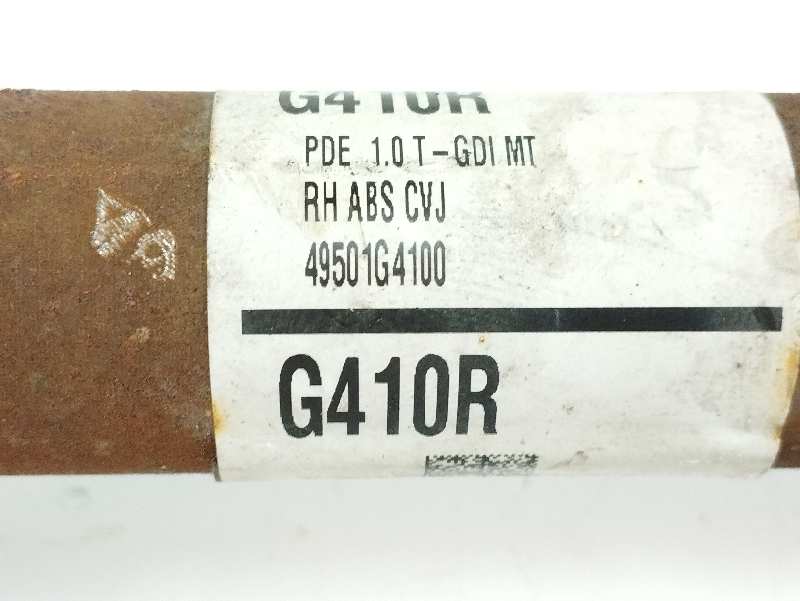 G410R
PDE 1.0 T-GDI MT
RH ABS CVJ
49501G4100
G410R